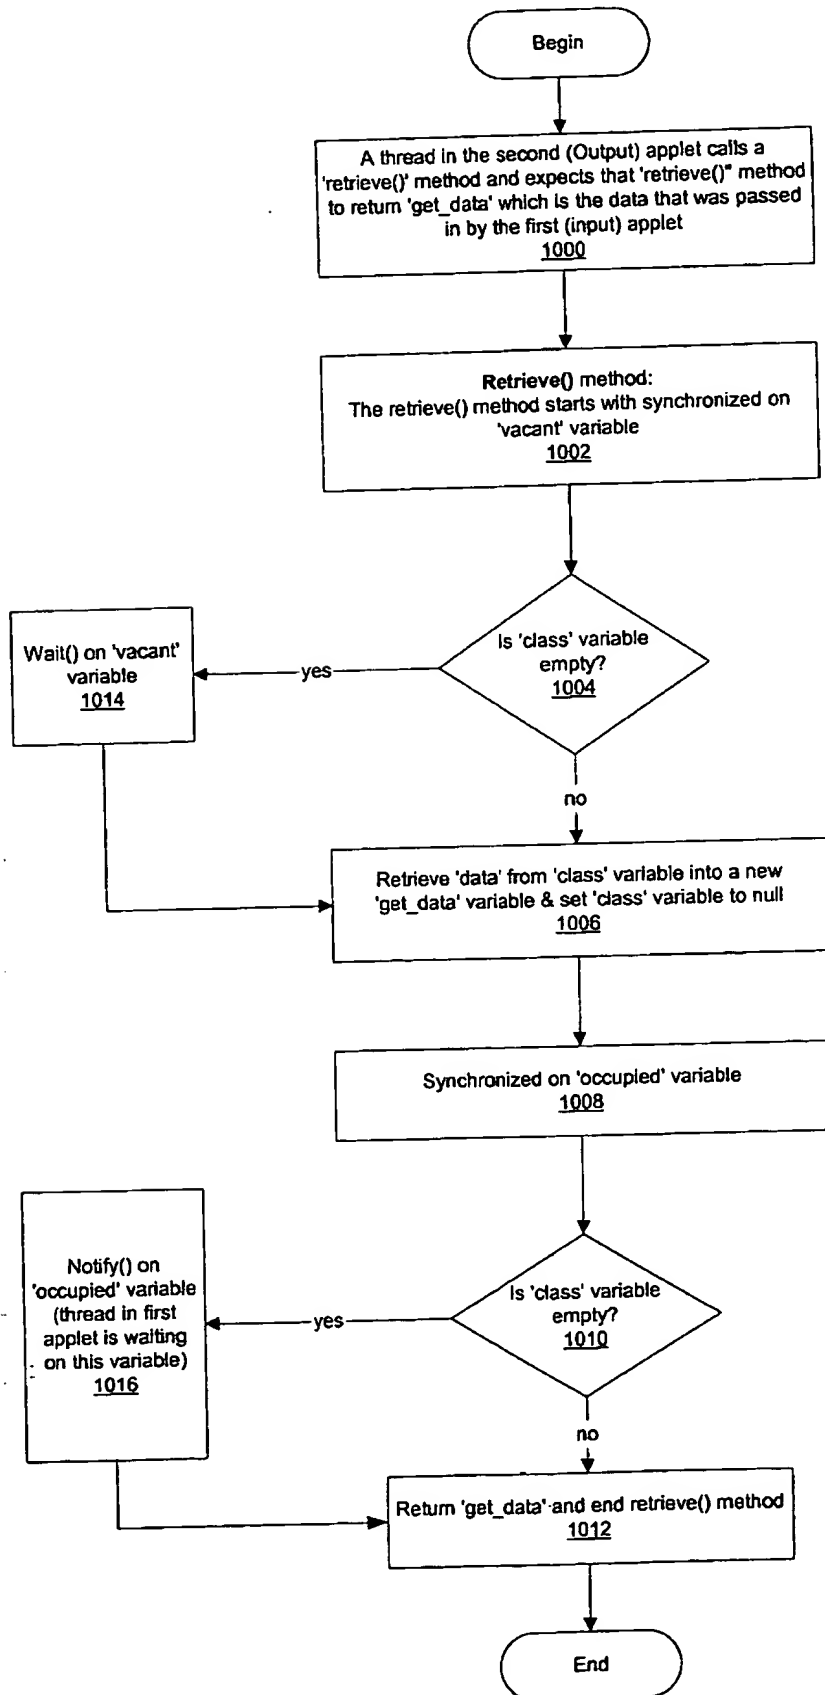 Begin
A thread in the second (Output) applet calls a
'retrieve()' method and expects that 'retrieve()" method
to return 'get_data' which is the data that was passed
in by the first (input) applet
1000
Retrieve() method:
The retrieve() method starts with synchronized on
'vacant' variable
1002
Is 'class' variable
empty?
1004
yes
Wait() on 'vacant'
variable
1014
no
Retrieve 'data' from 'class' variable into a new
'get_data' variable & set 'class' variable to null
1006
Synchronized on 'occupied' variable
1008
Is 'class' variable
empty?
1010
yes
Notify() on
'occupied' variable
(thread in first
applet is waiting
on this variable)
1016
no
Return 'get_data' and end retrieve() method
1012
End